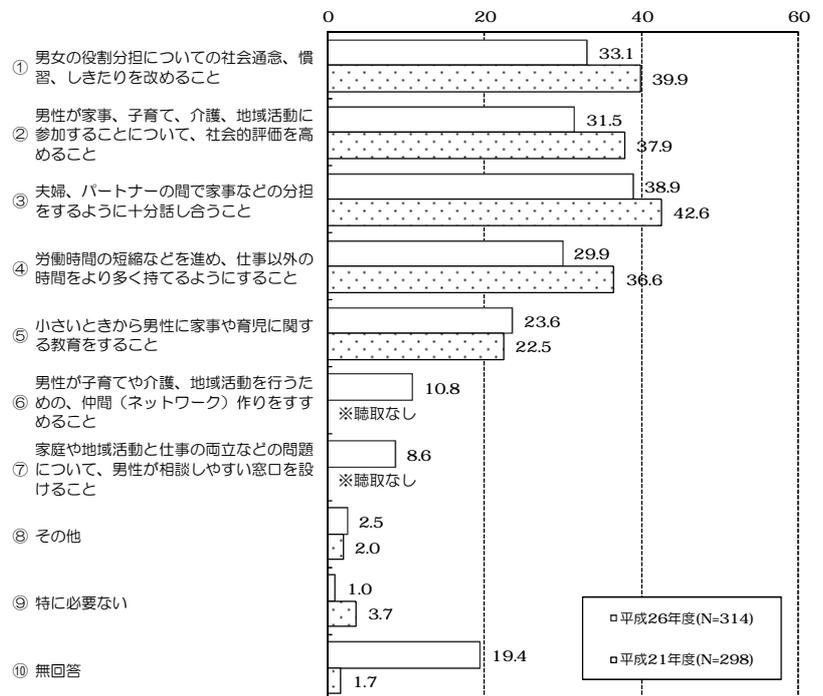 0 20 40 60
① 男女の役割分担についての社会通念、慣
習、しきたりを改めること
33.1
39.9
② 男性が家事、子育て、介護、地域活動に
参加することについて、社会的評価を高
めること
31.5
37.9
③ 夫婦、パートナーの間で家事などの分担
をするように十分話し合うこと
38.9
42.6
④ 労働時間の短縮などを進め、仕事以外の
時間をより多く持てるようにすること
29.9
36.6
⑤ 小さいときから男性に家事や育児に関す
る教育をすること
23.6
22.5
⑥ 男性が子育てや介護、地域活動を行うた
めの、仲間（ネットワーク）作りをすす
めること
10.8
※聴取なし
⑦ 家庭や地域活動と仕事の両立などの問題
について、男性が相談しやすい窓口を設
けること
8.6
※聴取なし
⑧ その他
2.5
2.0
⑨ 特に必要ない
1.0
3.7
⑩ 無回答
19.4
1.7
平成26年度(N=314)
平成21年度(N=298)